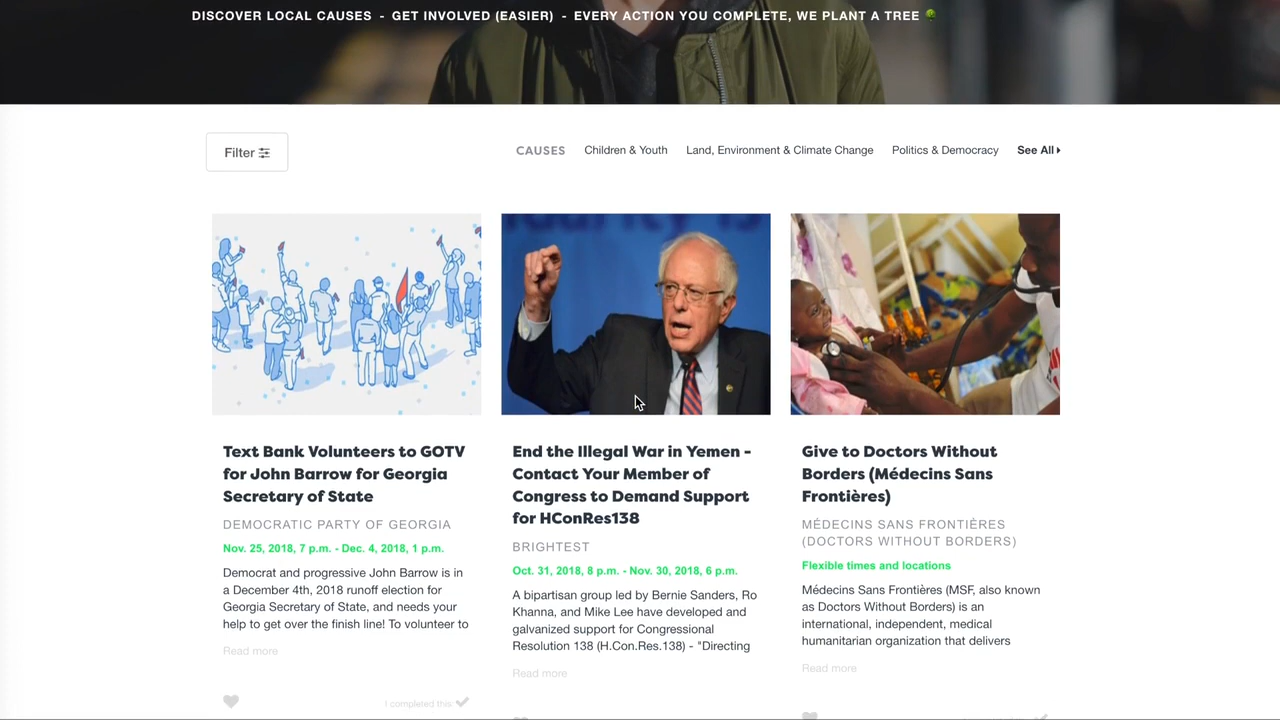 DISCOVER LOCAL CAUSES - GET INVOLVED (EASIER) - EVERY ACTION YOU COMPLETE, WE PLANT A TREE 🌳
Filter
CAUSES Children & Youth Land, Environment & Climate Change Politics & Democracy See All
Text Bank Volunteers to GOTV
for John Barrow for Georgia
Secretary of State
DEMOCRATIC PARTY OF GEORGIA
Nov. 25, 2018, 7 p.m. - Dec. 4, 2018, 1 p.m.
Democrat and progressive John Barrow is in
a December 4th, 2018 runoff election for
Georgia Secretary of State, and needs your
help to get over the finish line! To volunteer to
Read more
I completed this
End the Illegal War in Yemen -
Contact Your Member of
Congress to Demand Support
for HConRes138
BRIGHTEST
Oct. 31, 2018, 8 p.m. - Nov. 30, 2018, 6 p.m.
A bipartisan group led by Bernie Sanders, Ro
Khanna, and Mike Lee have developed and
galvanized support for Congressional
Resolution 138 (H.Con.Res.138) - "Directing
Read more
Give to Doctors Without
Borders (Médecins Sans
Frontières)
MÉDECINS SANS FRONTIÈRES
(DOCTORS WITHOUT BORDERS)
Flexible times and locations
Médecins Sans Frontières (MSF, also known
as Doctors Without Borders) is an
international, independent, medical
humanitarian organization that delivers
Read more